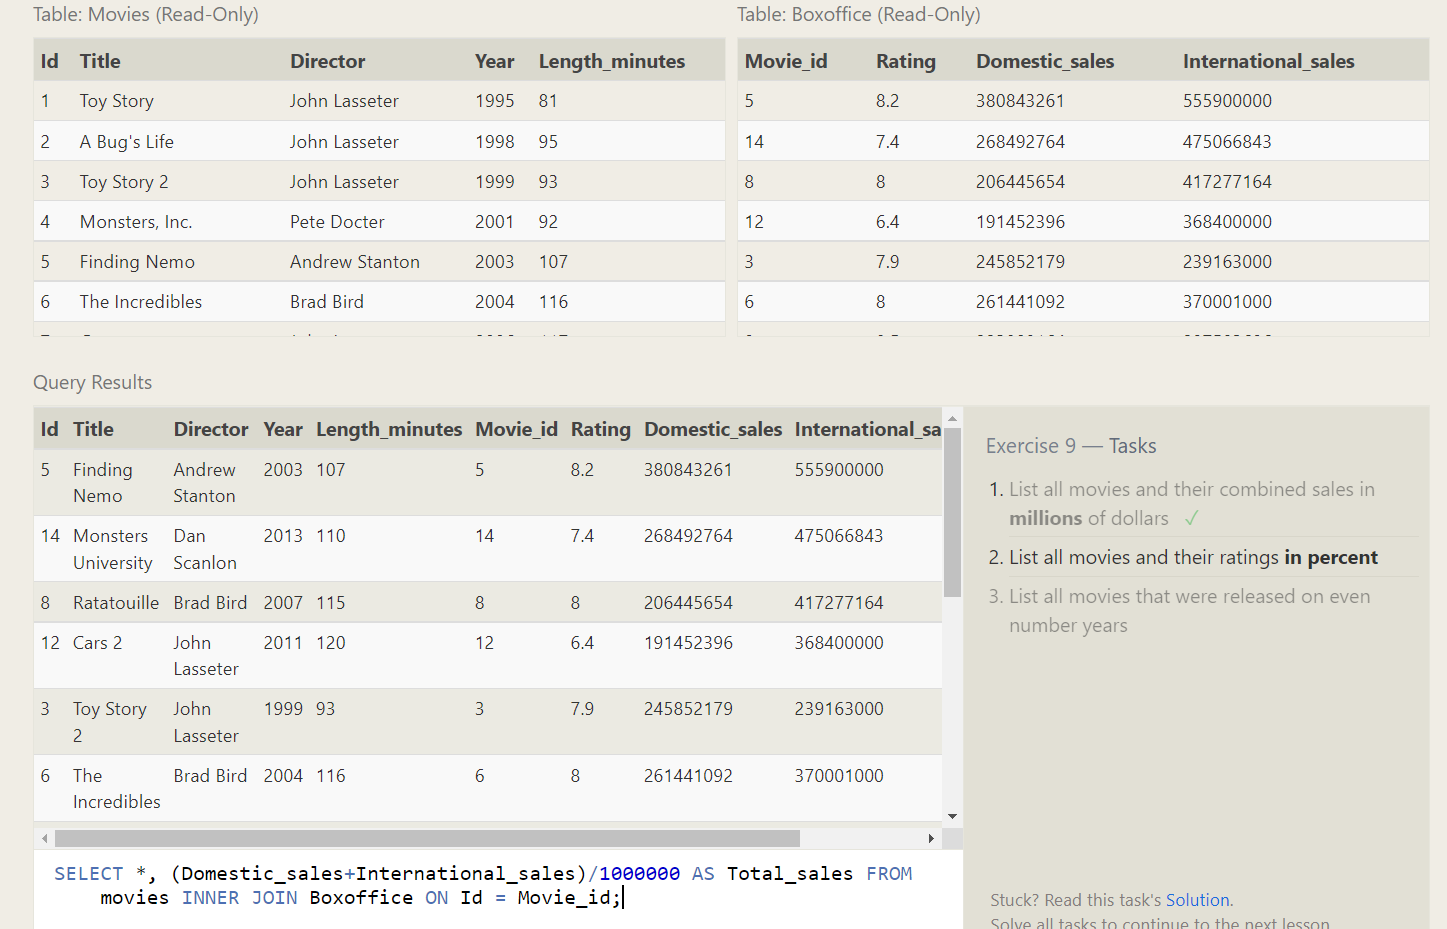 Table: Movies (Read-Only)
Id Title Director Year Length_minutes
1 Toy Story John Lasseter 1995 81
2 A Bug's Life John Lasseter 1998 95
3 Toy Story 2 John Lasseter 1999 93
4 Monsters, Inc. Pete Docter 2001 92
5 Finding Nemo Andrew Stanton 2003 107
6 The Incredibles Brad Bird 2004 116
Table: Boxoffice (Read-Only)
Movie_id Rating Domestic_sales International_sales
5 8.2 380843261 555900000
14 7.4 268492764 475066843
8 8 206445654 417277164
12 6.4 191452396 368400000
3 7.9 245852179 239163000
6 8 261441092 370001000
Query Results
Id Title Director Year Length_minutes Movie_id Rating Domestic_sales International_sa
5 Finding Nemo Andrew Stanton 2003 107 5 8.2 380843261 555900000
14 Monsters University Dan Scanlon 2013 110 14 7.4 268492764 475066843
8 Ratatouille Brad Bird 2007 115 8 8 206445654 417277164
12 Cars 2 John Lasseter 2011 120 12 6.4 191452396 368400000
3 Toy Story 2 John Lasseter 1999 93 3 7.9 245852179 239163000
6 The Incredibles Brad Bird 2004 116 6 8 261441092 370001000
SELECT *, (Domestic_sales+International_sales)/1000000 AS Total_sales FROM
movies INNER JOIN Boxoffice ON Id = Movie_id;
Exercise 9 — Tasks
1. List all movies and their combined sales in
millions of dollars ✓
2. List all movies and their ratings in percent
3. List all movies that were released on even
number years
Stuck? Read this task's Solution.
Solve all tasks to continue to the next lesson.